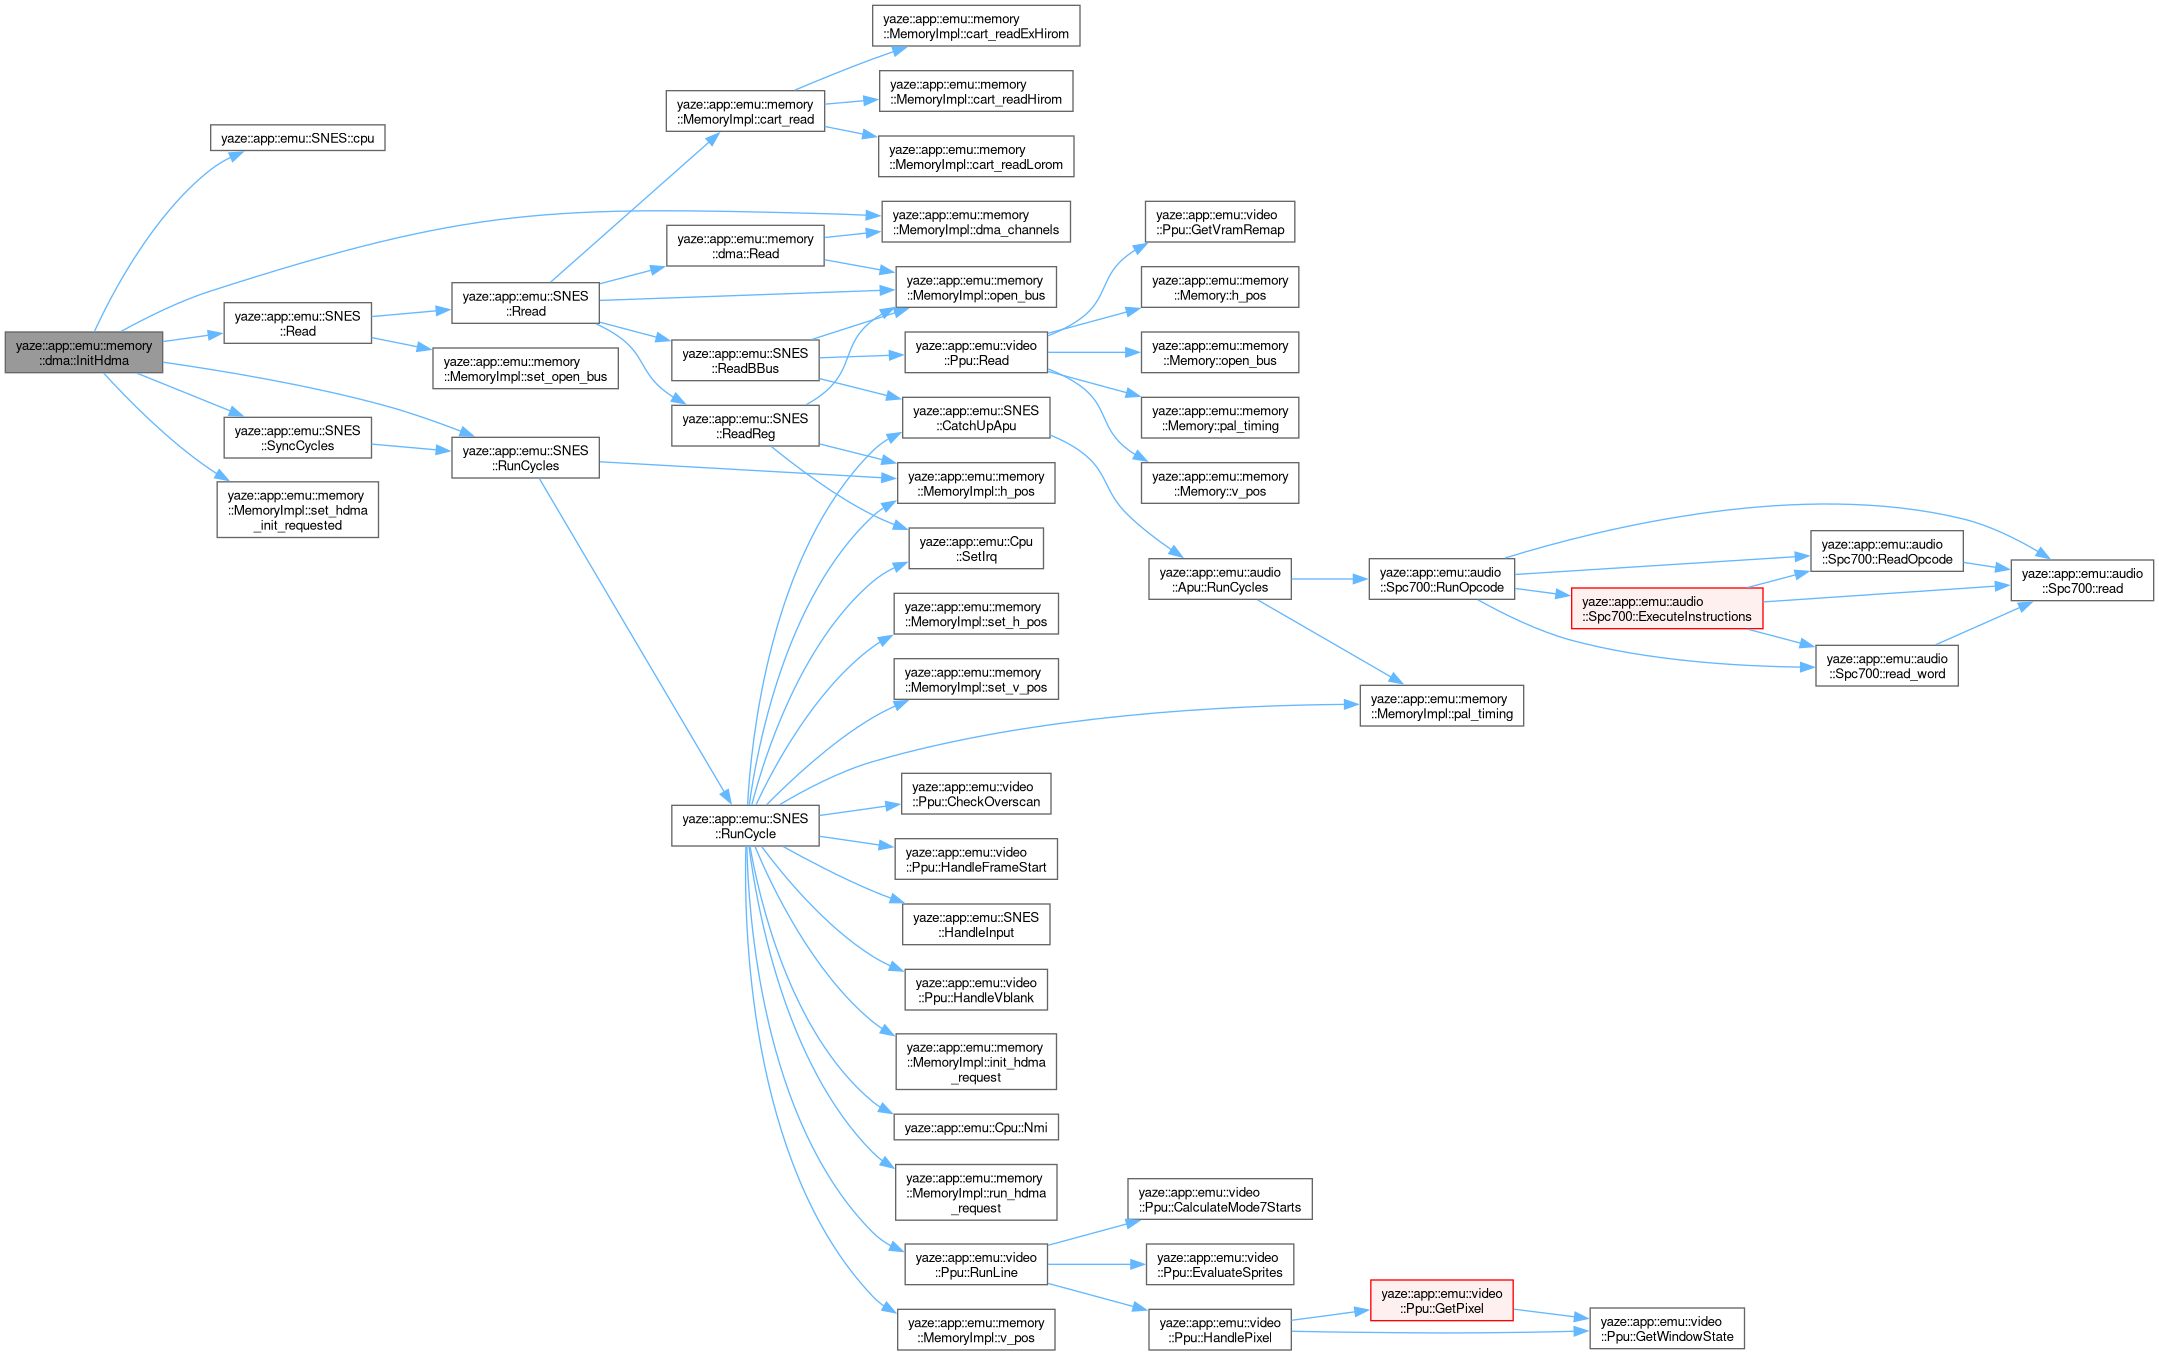 yaze::app::emu::memory
::dma::InitHdma
yaze::app::emu::SNES::cpu
yaze::app::emu::SNES
::Read
yaze::app::emu::SNES
::SyncCycles
yaze::app::emu::memory
::MemoryImpl::set_hdma
_init_requested
yaze::app::emu::SNES
::Rread
yaze::app::emu::memory
::MemoryImpl::set_open_bus
yaze::app::emu::SNES
::RunCycles
yaze::app::emu::memory
::MemoryImpl::cart_read
yaze::app::emu::memory
::dma::Read
yaze::app::emu::SNES
::ReadBBus
yaze::app::emu::SNES
::ReadReg
yaze::app::emu::SNES
::RunCycle
yaze::app::emu::memory
::MemoryImpl::cart_readExHirom
yaze::app::emu::memory
::MemoryImpl::cart_readHirom
yaze::app::emu::memory
::MemoryImpl::cart_readLorom
yaze::app::emu::memory
::MemoryImpl::dma_channels
yaze::app::emu::memory
::MemoryImpl::open_bus
yaze::app::emu::video
::Ppu::Read
yaze::app::emu::SNES
::CatchUpApu
yaze::app::emu::memory
::MemoryImpl::h_pos
yaze::app::emu::Cpu
::SetIrq
yaze::app::emu::memory
::MemoryImpl::set_h_pos
yaze::app::emu::memory
::MemoryImpl::set_v_pos
yaze::app::emu::video
::Ppu::CheckOverscan
yaze::app::emu::video
::Ppu::HandleFrameStart
yaze::app::emu::SNES
::HandleInput
yaze::app::emu::video
::Ppu::HandleVblank
yaze::app::emu::memory
::MemoryImpl::init_hdma
_request
yaze::app::emu::Cpu::Nmi
yaze::app::emu::memory
::MemoryImpl::run_hdma
_request
yaze::app::emu::video
::Ppu::RunLine
yaze::app::emu::memory
::MemoryImpl::v_pos
yaze::app::emu::video
::Ppu::GetVramRemap
yaze::app::emu::memory
::Memory::h_pos
yaze::app::emu::memory
::Memory::open_bus
yaze::app::emu::memory
::Memory::pal_timing
yaze::app::emu::memory
::Memory::v_pos
yaze::app::emu::audio
::Apu::RunCycles
yaze::app::emu::video
::Ppu::CalculateMode7Starts
yaze::app::emu::video
::Ppu::EvaluateSprites
yaze::app::emu::video
::Ppu::HandlePixel
yaze::app::emu::audio
::Spc700::RunOpcode
yaze::app::emu::memory
::MemoryImpl::pal_timing
yaze::app::emu::video
::Ppu::GetPixel
yaze::app::emu::audio
::Spc700::ExecuteInstructions
yaze::app::emu::video
::Ppu::GetWindowState
yaze::app::emu::audio
::Spc700::ReadOpcode
yaze::app::emu::audio
::Spc700::read_word
yaze::app::emu::audio
::Spc700::read